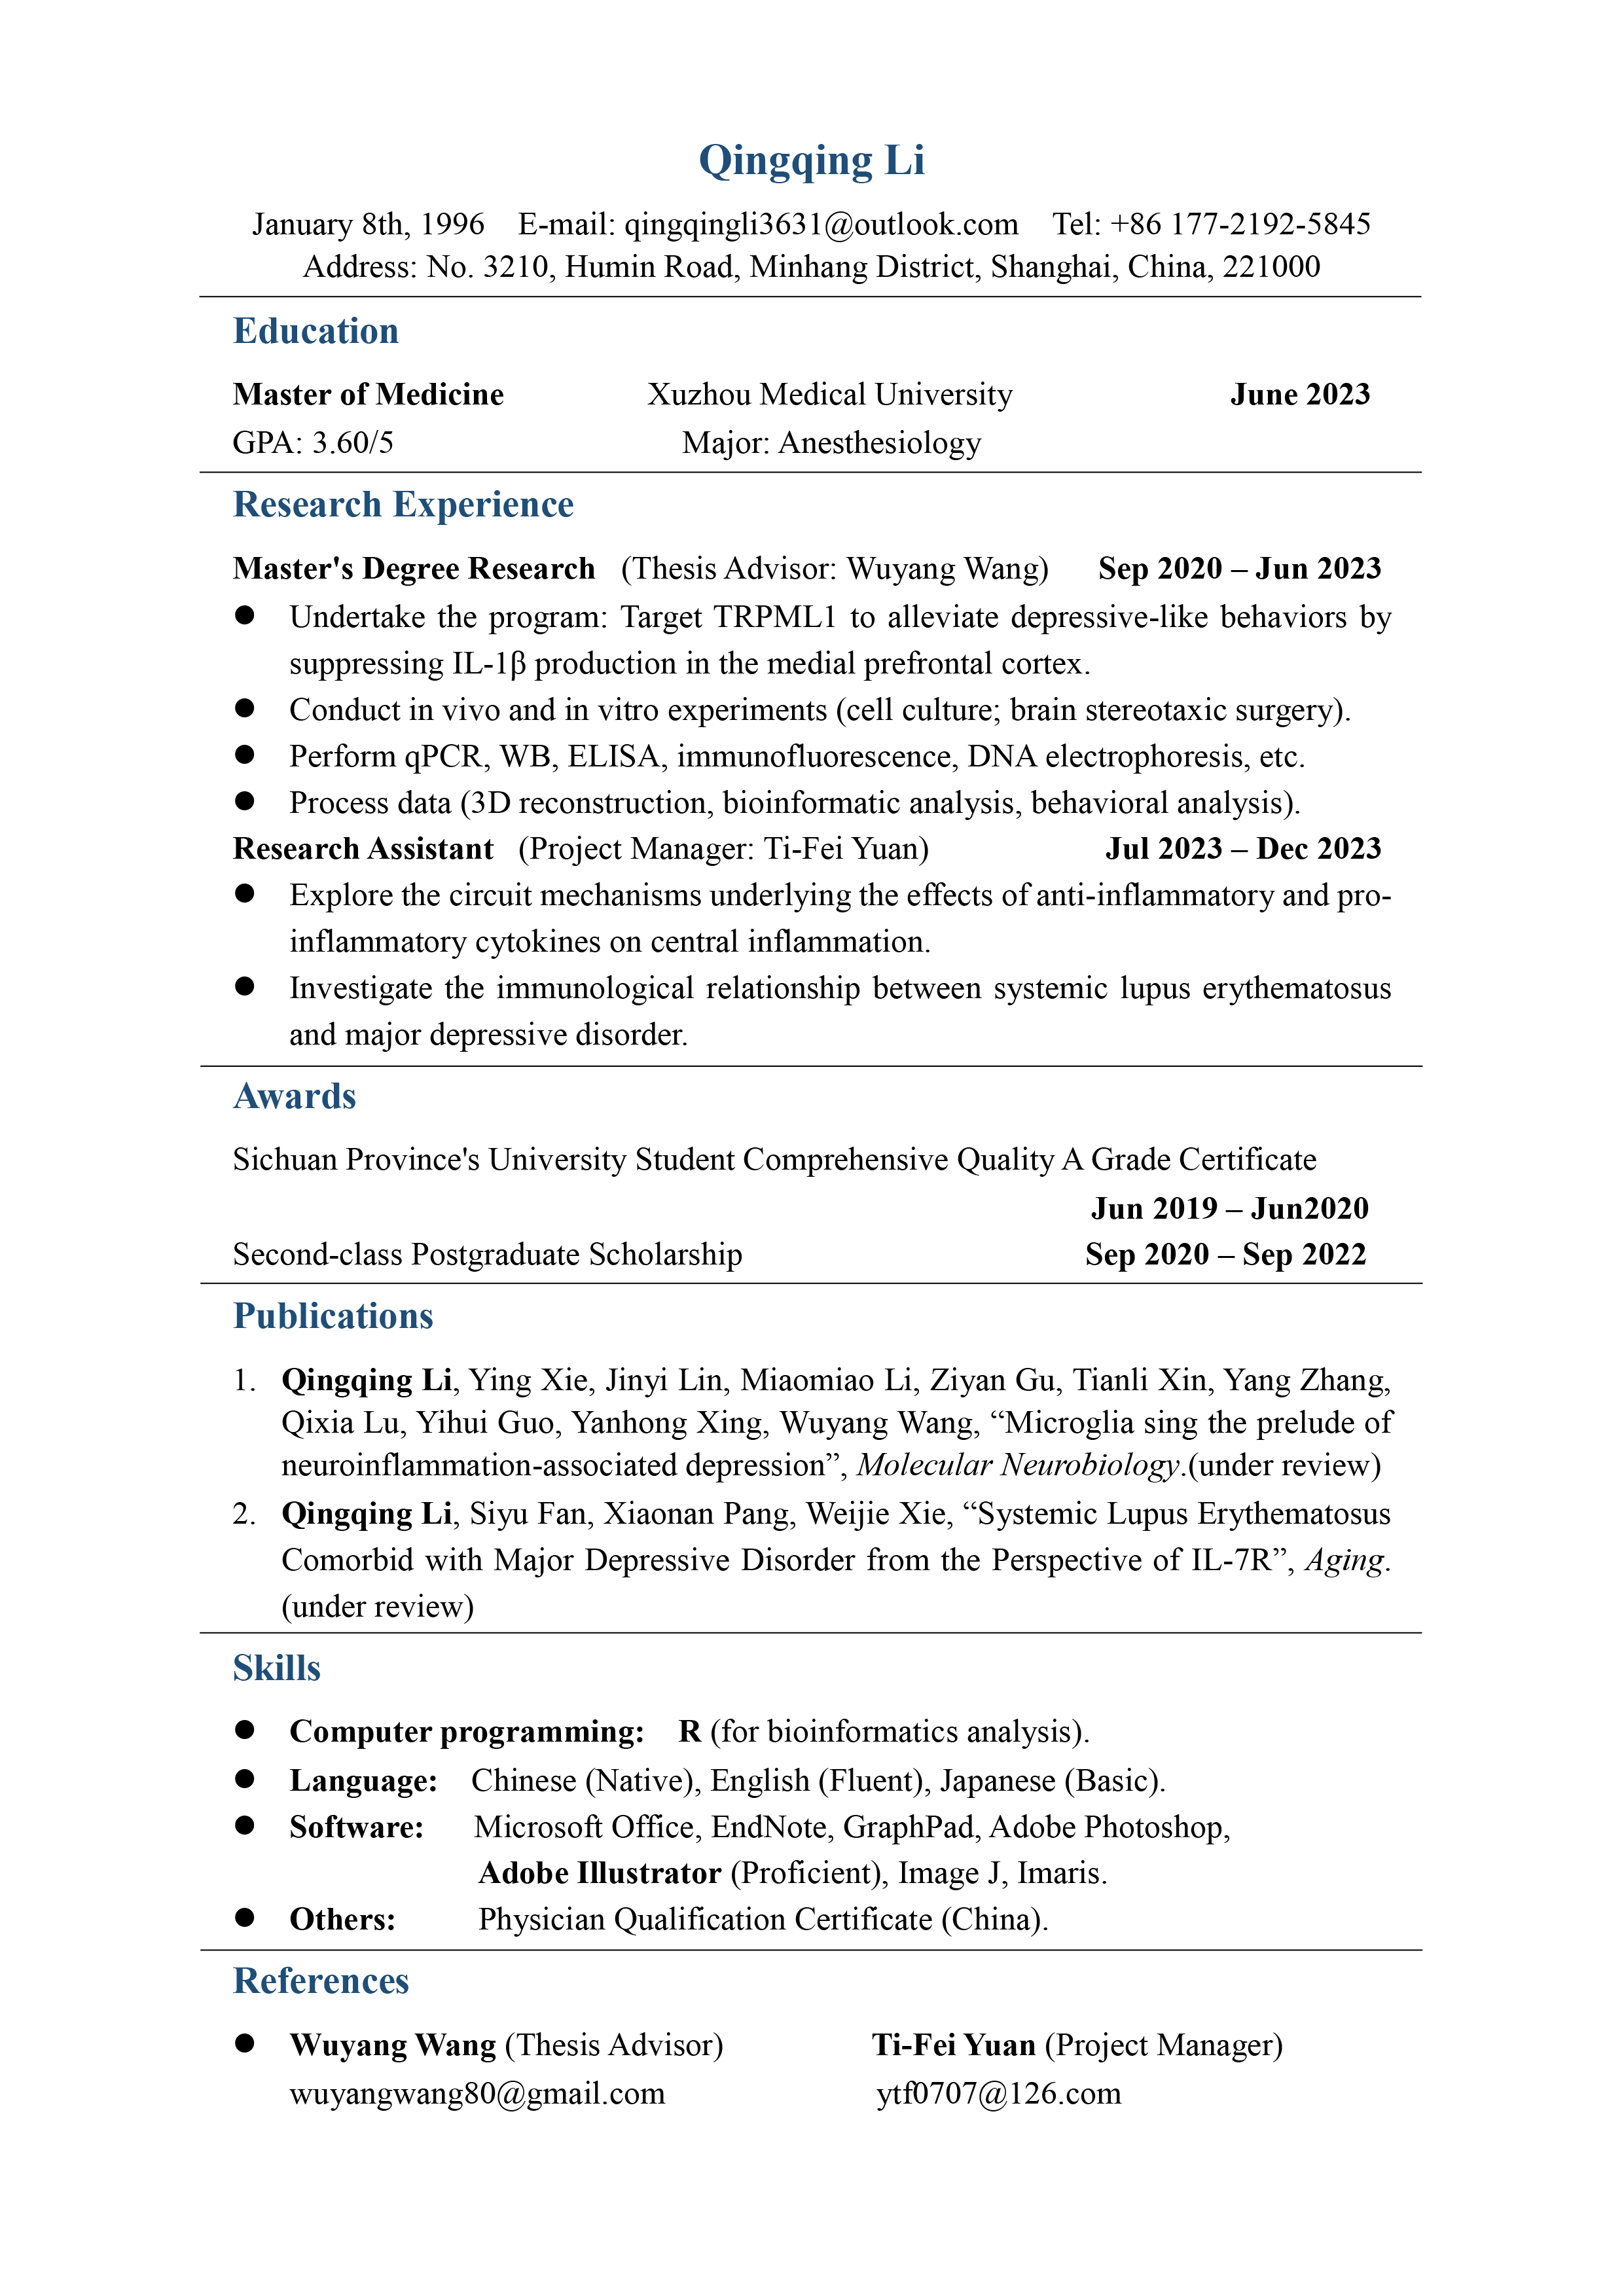 Qingqing Li
January 8th, 1996 E-mail: qingqingli3631@outlook.com Tel: +86 177-2192-5845
Address: No. 3210, Humin Road, Minhang District, Shanghai, China, 221000
Education
Master of Medicine Xuzhou Medical University June 2023
GPA: 3.60/5 Major: Anesthesiology
Research Experience
Master's Degree Research (Thesis Advisor: Wuyang Wang) Sep 2020 – Jun 2023
● Undertake the program: Target TRPML1 to alleviate depressive-like behaviors by
suppressing IL-1β production in the medial prefrontal cortex.
● Conduct in vivo and in vitro experiments (cell culture; brain stereotaxic surgery).
● Perform qPCR, WB, ELISA, immunofluorescence, DNA electrophoresis, etc.
● Process data (3D reconstruction, bioinformatic analysis, behavioral analysis).
Research Assistant (Project Manager: Ti-Fei Yuan) Jul 2023 – Dec 2023
● Explore the circuit mechanisms underlying the effects of anti-inflammatory and pro-
inflammatory cytokines on central inflammation.
● Investigate the immunological relationship between systemic lupus erythematosus
and major depressive disorder.
Awards
Sichuan Province's University Student Comprehensive Quality A Grade Certificate
Jun 2019 – Jun2020
Second-class Postgraduate Scholarship Sep 2020 – Sep 2022
Publications
1. Qingqing Li, Ying Xie, Jinyi Lin, Miaomiao Li, Ziyan Gu, Tianli Xin, Yang Zhang,
Qixia Lu, Yihui Guo, Yanhong Xing, Wuyang Wang, “Microglia sing the prelude of
neuroinflammation-associated depression”, Molecular Neurobiology.(under review)
2. Qingqing Li, Siyu Fan, Xiaonan Pang, Weijie Xie, “Systemic Lupus Erythematosus
Comorbid with Major Depressive Disorder from the Perspective of IL-7R”, Aging.
(under review)
Skills
● Computer programming: R (for bioinformatics analysis).
● Language: Chinese (Native), English (Fluent), Japanese (Basic).
● Software: Microsoft Office, EndNote, GraphPad, Adobe Photoshop,
Adobe Illustrator (Proficient), Image J, Imaris.
● Others: Physician Qualification Certificate (China).
References
● Wuyang Wang (Thesis Advisor) Ti-Fei Yuan (Project Manager)
wuyangwang80@gmail.com ytf0707@126.com